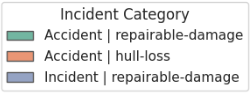 Incident Category
Accident | repairable-damage
Accident | hull-loss
Incident | repairable-damage